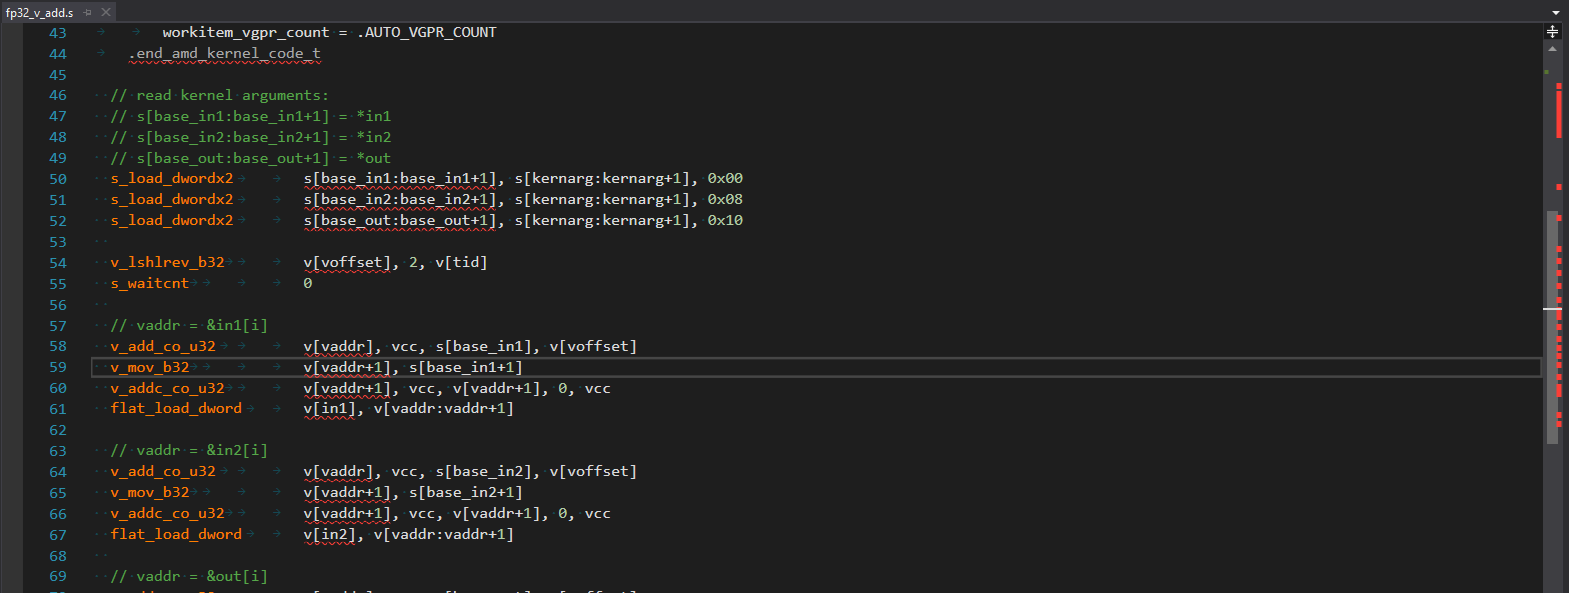 fp32_v_add.s
43 workitem_vgpr_count = .AUTO_VGPR_COUNT
44 .end_amd_kernel_code_t
45
46 // read kernel arguments:
47 // s[base_in1:base_in1+1] = *in1
48 // s[base_in2:base_in2+1] = *in2
49 // s[base_out:base_out+1] = *out
50 s_load_dwordx2 s[base_in1:base_in1+1], s[kernarg:kernarg+1], 0x00
51 s_load_dwordx2 s[base_in2:base_in2+1], s[kernarg:kernarg+1], 0x08
52 s_load_dwordx2 s[base_out:base_out+1], s[kernarg:kernarg+1], 0x10
53
54 v_lshlrev_b32 v[voffset], 2, v[tid]
55 s_waitcnt 0
56
57 // vaddr = &in1[i]
58 v_add_co_u32 v[vaddr], vcc, s[base_in1], v[voffset]
59 v_mov_b32 v[vaddr+1], s[base_in1+1]
60 v_addc_co_u32 v[vaddr+1], vcc, v[vaddr+1], 0, vcc
61 flat_load_dword v[in1], v[vaddr:vaddr+1]
62
63 // vaddr = &in2[i]
64 v_add_co_u32 v[vaddr], vcc, s[base_in2], v[voffset]
65 v_mov_b32 v[vaddr+1], s[base_in2+1]
66 v_addc_co_u32 v[vaddr+1], vcc, v[vaddr+1], 0, vcc
67 flat_load_dword v[in2], v[vaddr:vaddr+1]
68
69 // vaddr = &out[i]